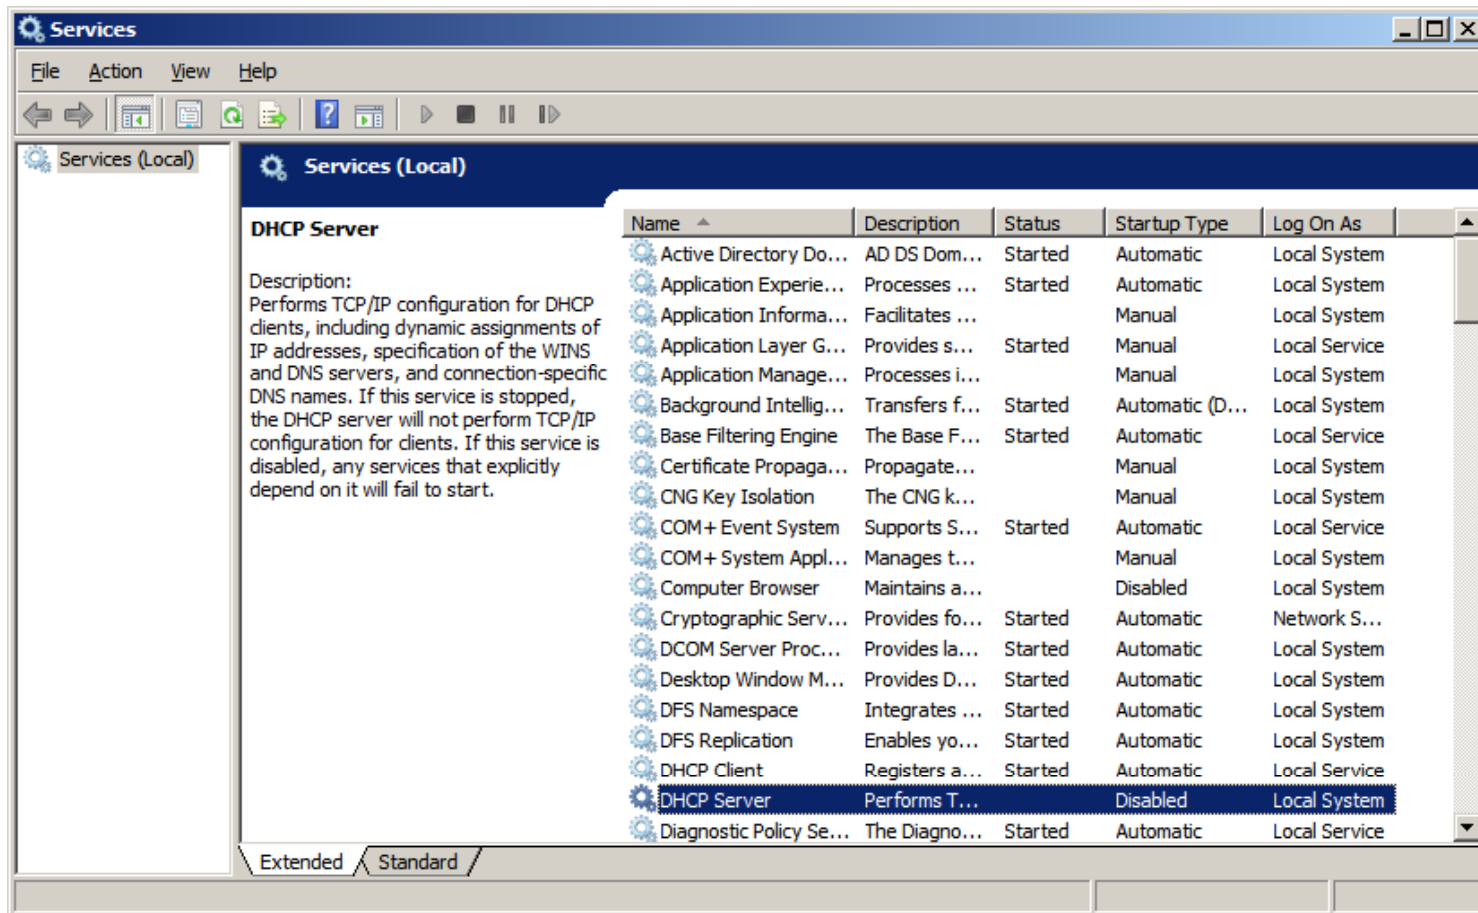 Services
File Action View Help
Services (Local)
Services (Local)
DHCP Server
Description:
Performs TCP/IP configuration for DHCP
clients, including dynamic assignments of
IP addresses, specification of the WINS
and DNS servers, and connection-specific
DNS names. If this service is stopped,
the DHCP server will not perform TCP/IP
configuration for clients. If this service is
disabled, any services that explicitly
depend on it will fail to start.
Name Description Status Startup Type Log On As
Active Directory Do... AD DS Dom... Started Automatic Local System
Application Experie... Processes ... Started Automatic Local System
Application Informa... Facilitates ... Manual Local System
Application Layer G... Provides s... Started Manual Local Service
Application Manage... Processes i... Manual Local System
Background Intellig... Transfers f... Started Automatic (D... Local System
Base Filtering Engine The Base F... Started Automatic Local Service
Certificate Propaga... Propagate... Manual Local System
CNG Key Isolation The CNG k... Manual Local System
COM+ Event System Supports S... Started Automatic Local Service
COM+ System Appl... Manages t... Manual Local System
Computer Browser Maintains a... Disabled Local System
Cryptographic Serv... Provides fo... Started Automatic Network S...
DCOM Server Proc... Provides la... Started Automatic Local System
Desktop Window M... Provides D... Started Automatic Local System
DFS Namespace Integrates ... Started Automatic Local System
DFS Replication Enables yo... Started Automatic Local System
DHCP Client Registers a... Started Automatic Local Service
DHCP Server Performs T... Disabled Local System
Diagnostic Policy Se... The Diagno... Started Automatic Local Service
Extended Standard